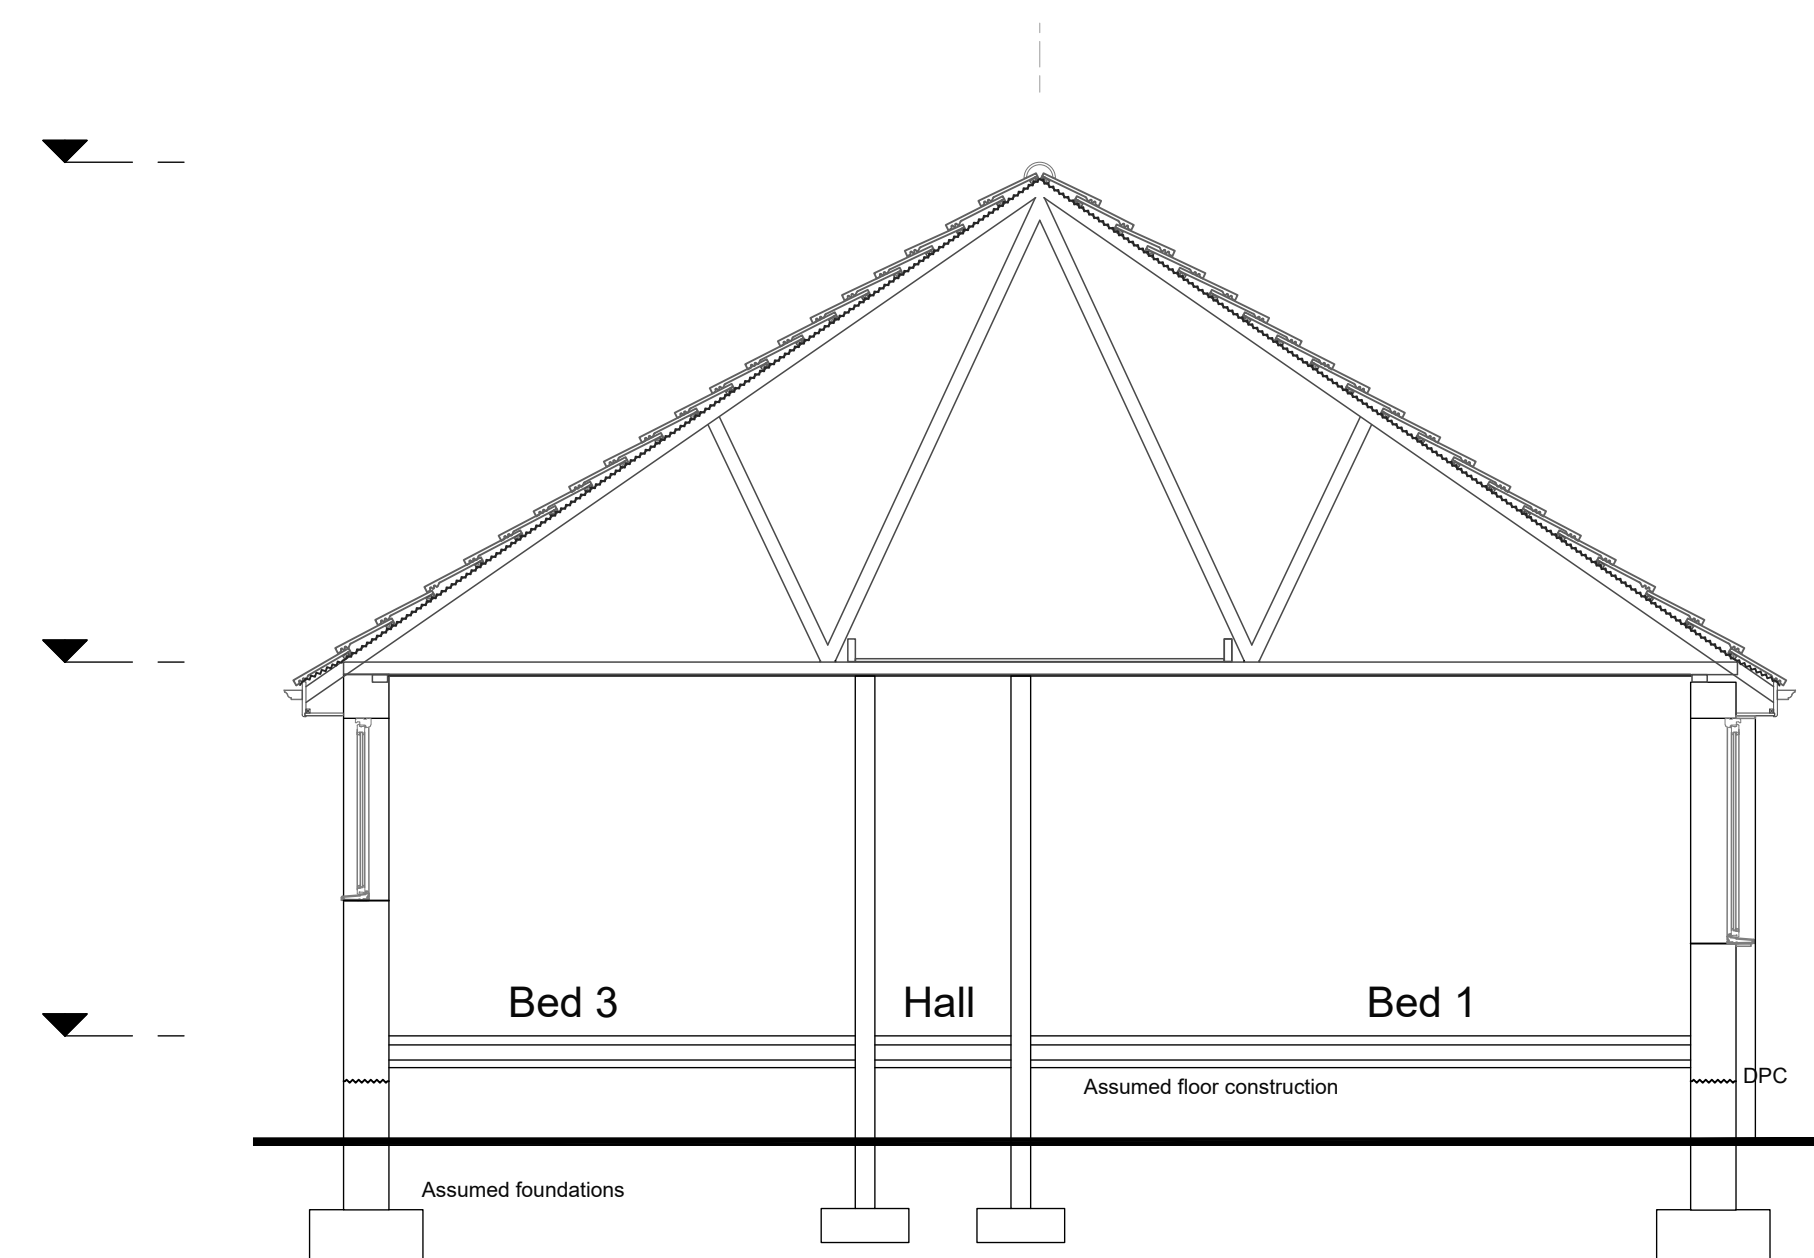 Bed 3
Hall
Bed 1
DPC
Assumed floor construction
Assumed foundations